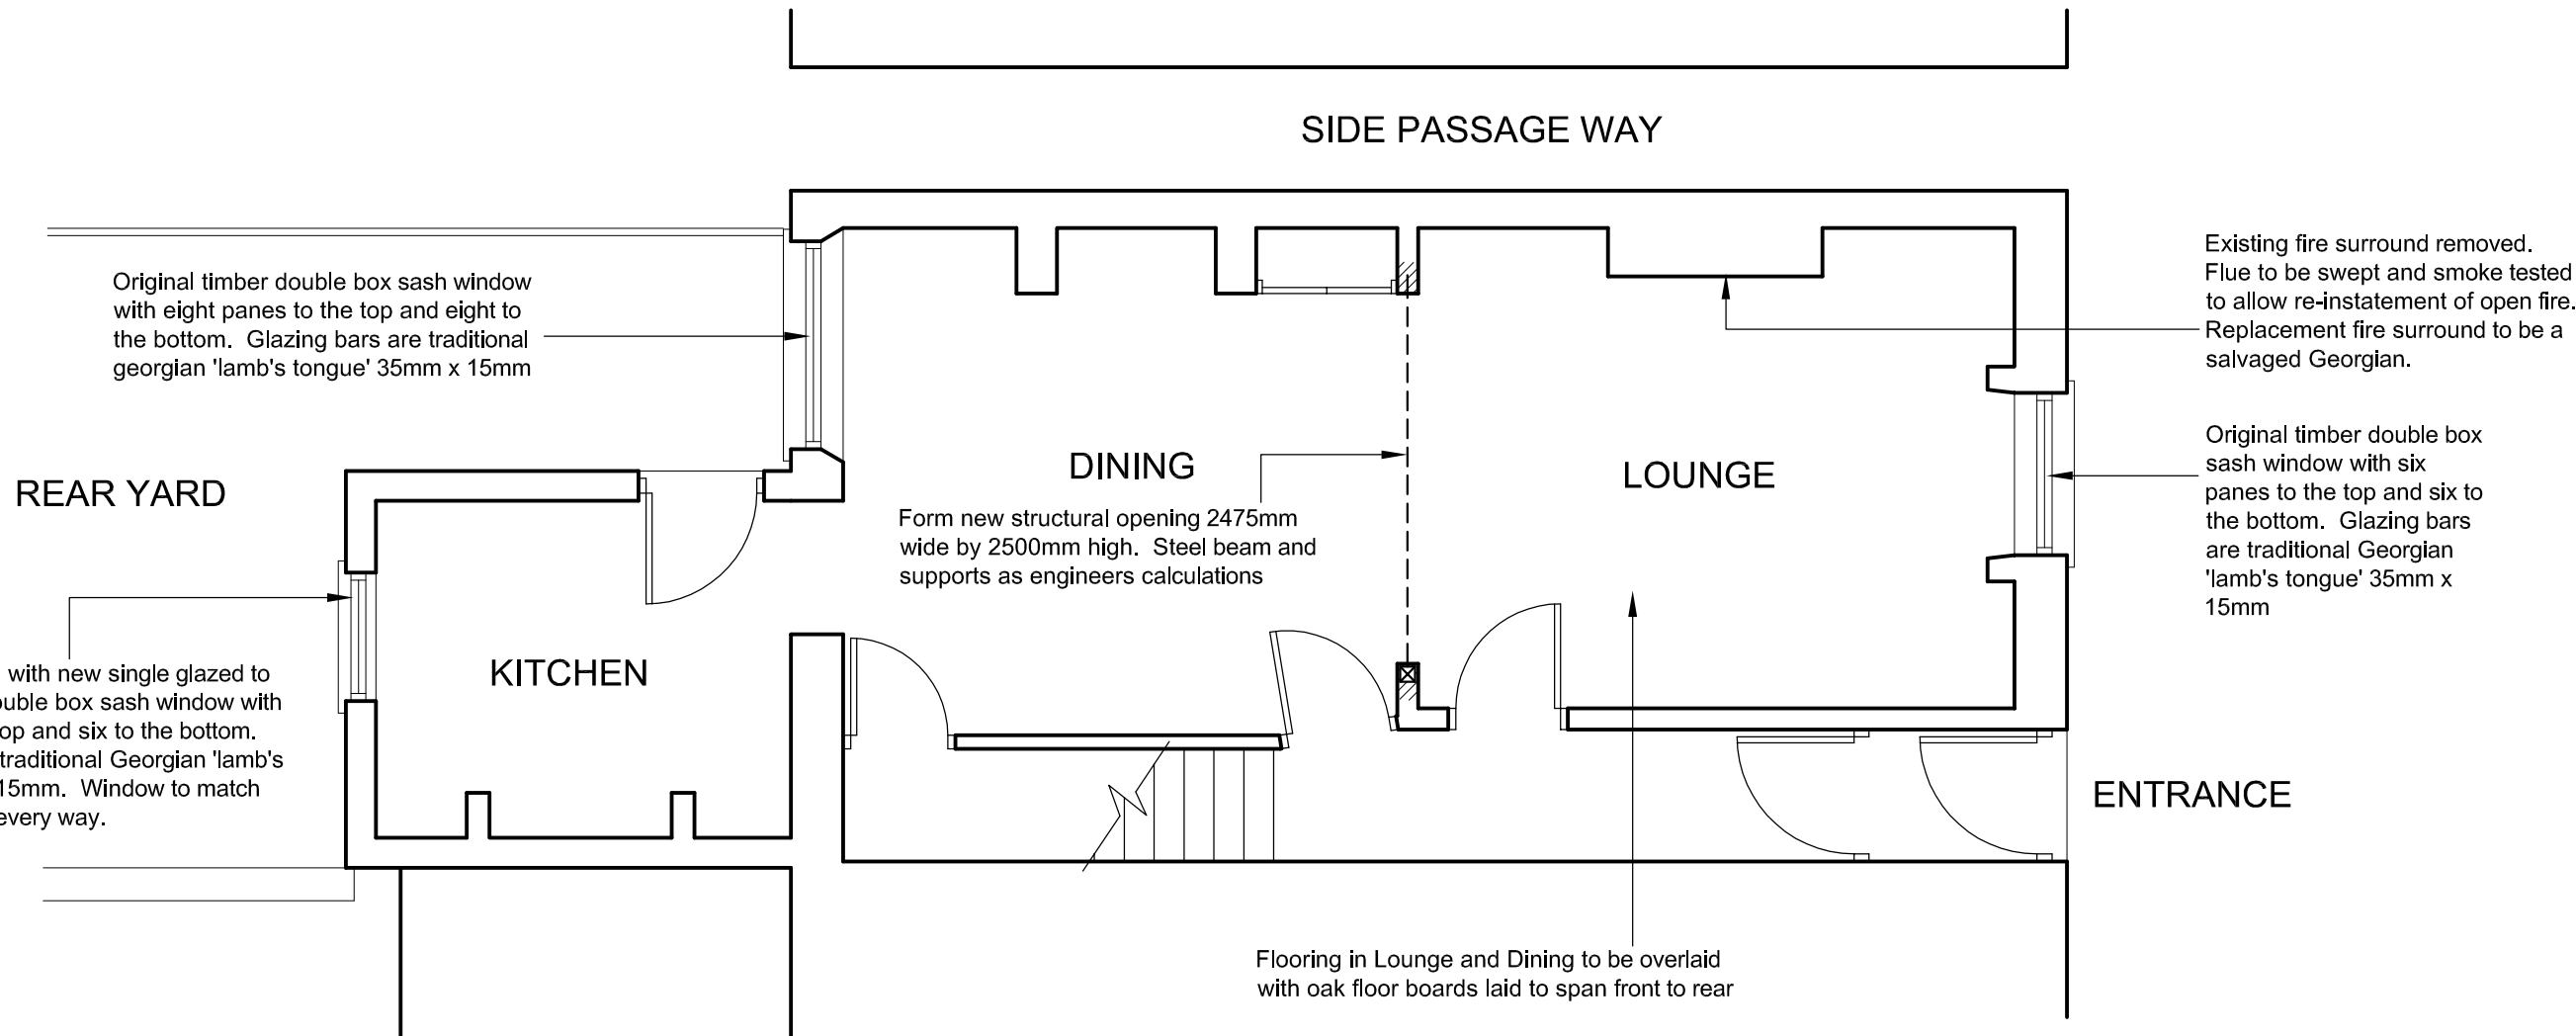 SIDE PASSAGE WAY
Original timber double box sash window
with eight panes to the top and eight to
the bottom.  Glazing bars are traditional
georgian 'lamb's tongue' 35mm x 15mm
Existing fire surround removed.
Flue to be swept and smoke tested
to allow re-instatement of open fire.
Replacement fire surround to be a
salvaged Georgian.
Original timber double box
sash window with six
panes to the top and six to
the bottom.  Glazing bars
are traditional Georgian
'lamb's tongue' 35mm x
15mm
REAR YARD
DINING
LOUNGE
Form new structural opening 2475mm
wide by 2500mm high.  Steel beam and
supports as engineers calculations
KITCHEN
with new single glazed to
double box sash window with
top and six to the bottom.
traditional Georgian 'lamb's
15mm.  Window to match
every way.
ENTRANCE
Flooring in Lounge and Dining to be overlaid
with oak floor boards laid to span front to rear